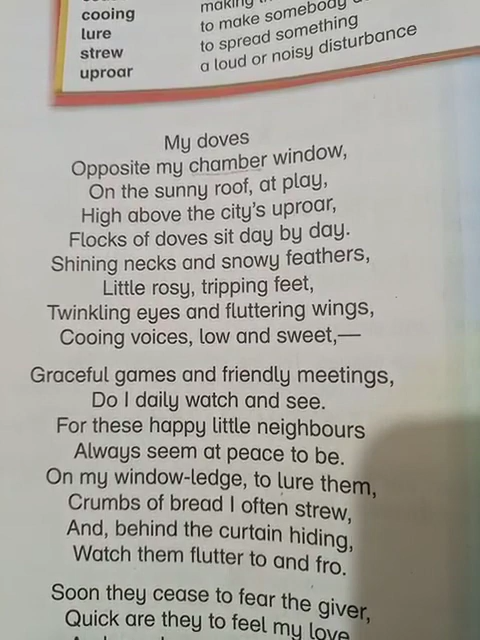 cooing
making
lure
to make somebody
strew
to spread something
uproar
a loud or noisy disturbance
My doves
Opposite my chamber window,
On the sunny roof, at play,
High above the city's uproar,
Flocks of doves sit day by day.
Shining necks and snowy feathers,
Little rosy, tripping feet,
Twinkling eyes and fluttering wings,
Cooing voices, low and sweet,—
Graceful games and friendly meetings,
Do I daily watch and see.
For these happy little neighbours
Always seem at peace to be.
On my window-ledge, to lure them,
Crumbs of bread I often strew,
And, behind the curtain hiding,
Watch them flutter to and fro.
Soon they cease to fear the giver,
Quick are they to feel my love